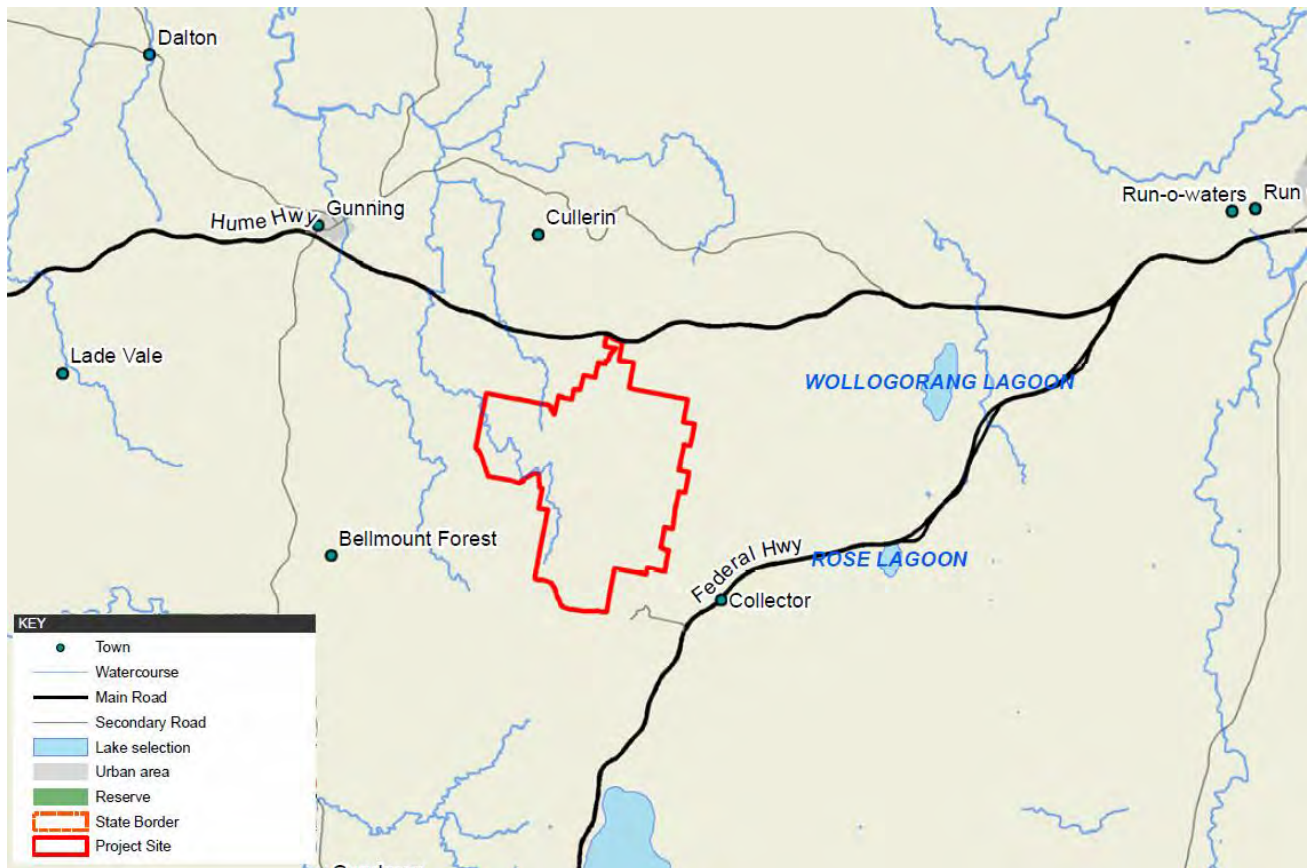 Dalton
Hume Hwy
Gunning
Cullerin
Run-o-waters
Run
Lade Vale
WOLLOGORANG LAGOON
Bellmount Forest
Federal Hwy
ROSE LAGOON
Collector
KEY
Town
Watercourse
Main Road
Secondary Road
Lake selection
Urban area
Reserve
State Border
Project Site